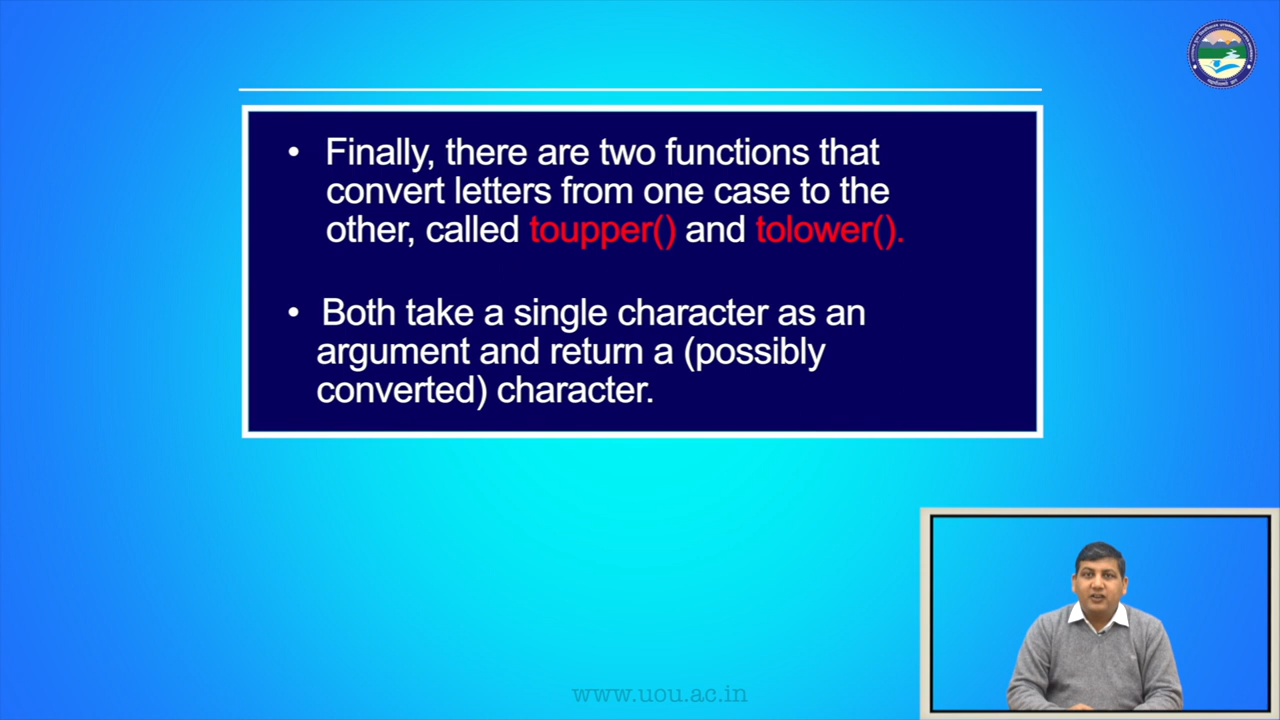 • Finally, there are two functions that
convert letters from one case to the
other, called toupper() and tolower().
• Both take a single character as an
argument and return a (possibly
converted) character.
www.uou.ac.in